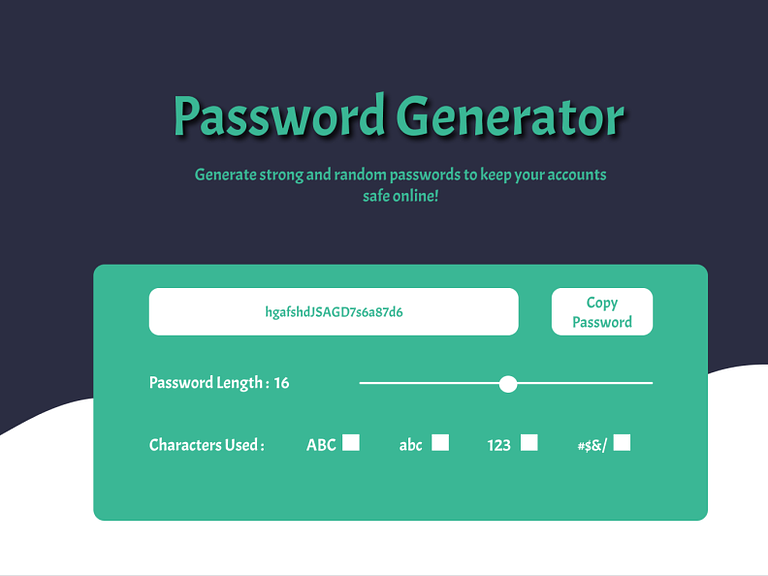 Password Generator
Generate strong and random passwords to keep your accounts
safe online!
hgafshdJSAGD7s6a87d6
Copy
Password
Password Length : 16
Characters Used : ABC abc 123 #$&/